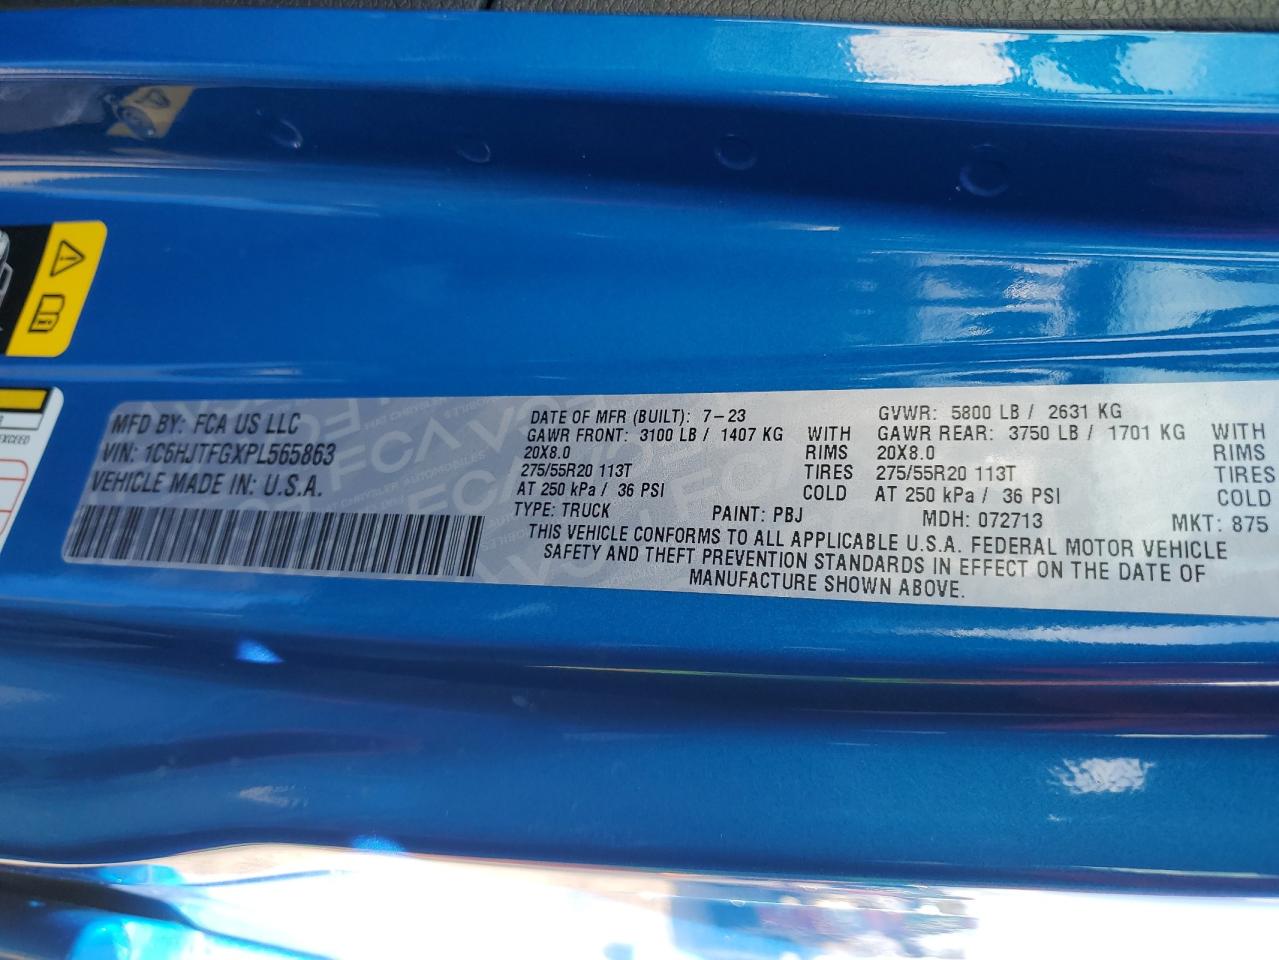 EXCEED
MFD BY: FCA US LLC
VIN: 1C6HJTFGXPL565863
VEHICLE MADE IN: U.S.A.
DATE OF MFR (BUILT): 7-23 GVWR: 5800 LB / 2631 KG
GAWR FRONT: 3100 LB / 1407 KG WITH GAWR REAR: 3750 LB / 1701 KG WITH
20X8.0 RIMS 20X8.0 RIMS
275/55R20 113T TIRES 275/55R20 113T TIRES
AT 250 kPa / 36 PSI COLD AT 250 kPa / 36 PSI COLD
TYPE: TRUCK PAINT: PBJ MDH: 072713 MKT: 875
THIS VEHICLE CONFORMS TO ALL APPLICABLE U.S.A. FEDERAL MOTOR VEHICLE
SAFETY AND THEFT PREVENTION STANDARDS IN EFFECT ON THE DATE OF
MANUFACTURE SHOWN ABOVE.